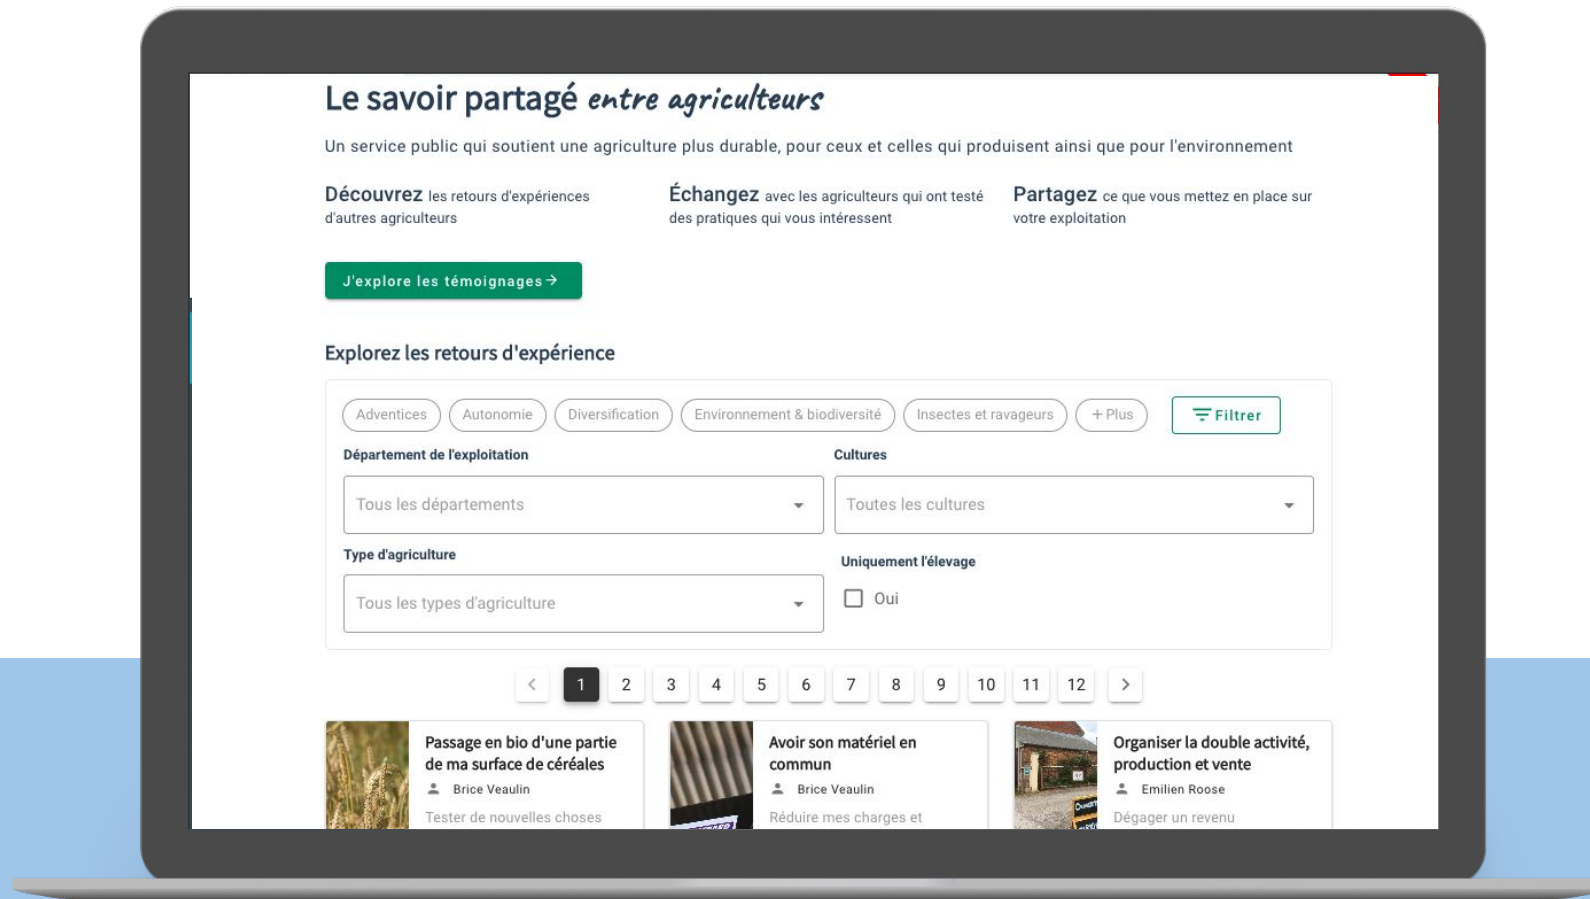 Le savoir partagé entre agriculteurs
Un service public qui soutient une agriculture plus durable, pour ceux et celles qui produisent ainsi que pour l'environnement
Découvrez les retours d'expériences
d'autres agriculteurs
Échangez avec les agriculteurs qui ont testé
des pratiques qui vous intéressent
Partagez ce que vous mettez en place sur
votre exploitation
J'explore les témoignages →
Explorez les retours d'expérience
Adventices Autonomie Diversification Environnement & biodiversité Insectes et ravageurs + Plus Filtrer
Département de l'exploitation
Tous les départements
Cultures
Toutes les cultures
Type d'agriculture
Tous les types d'agriculture
Uniquement l'élevage
Oui
1 2 3 4 5 6 7 8 9 10 11 12
Passage en bio d'une partie
de ma surface de céréales
Brice Veaulin
Tester de nouvelles choses
Avoir son matériel en
commun
Brice Veaulin
Réduire mes charges et
Organiser la double activité,
production et vente
Emilien Roose
Dégager un revenu